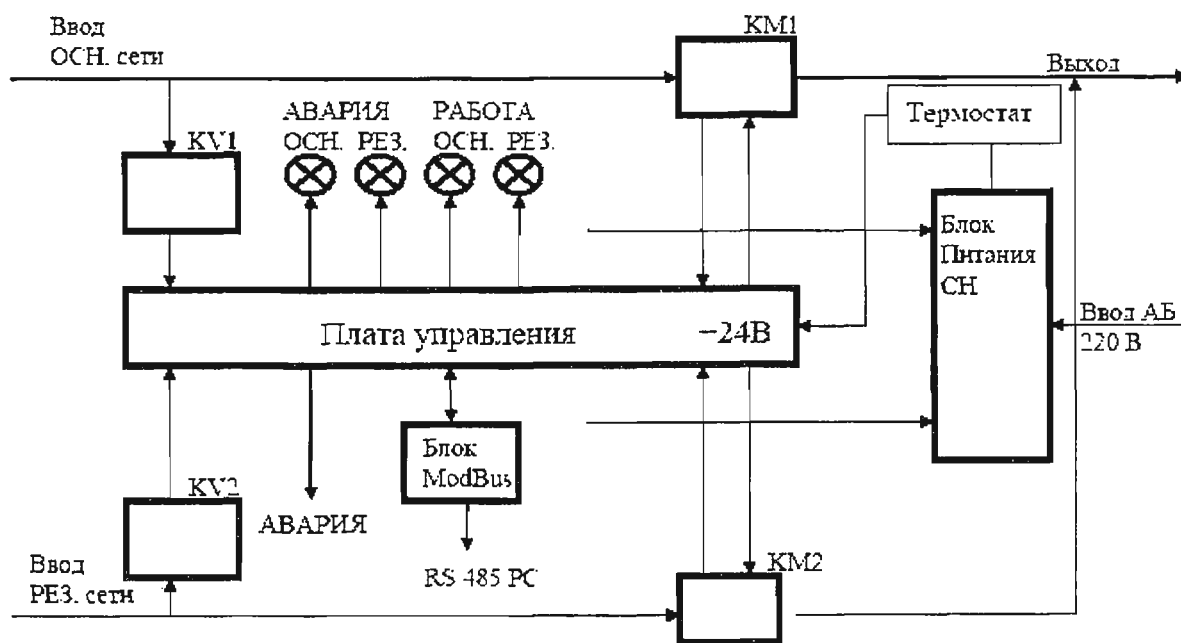 Ввод
ОСН. сети
КМ1
Выход
KV1
АВАРИЯ РАБОТА
ОСН. РЕЗ. ОСН. РЕЗ.
Термостат
Блок
Питания
СН
Плата управления −24В
Ввод АБ
220 В
Блок
ModBus
KV2
АВАРИЯ
RS 485 PC
КМ2
Ввод
РЕЗ. сети